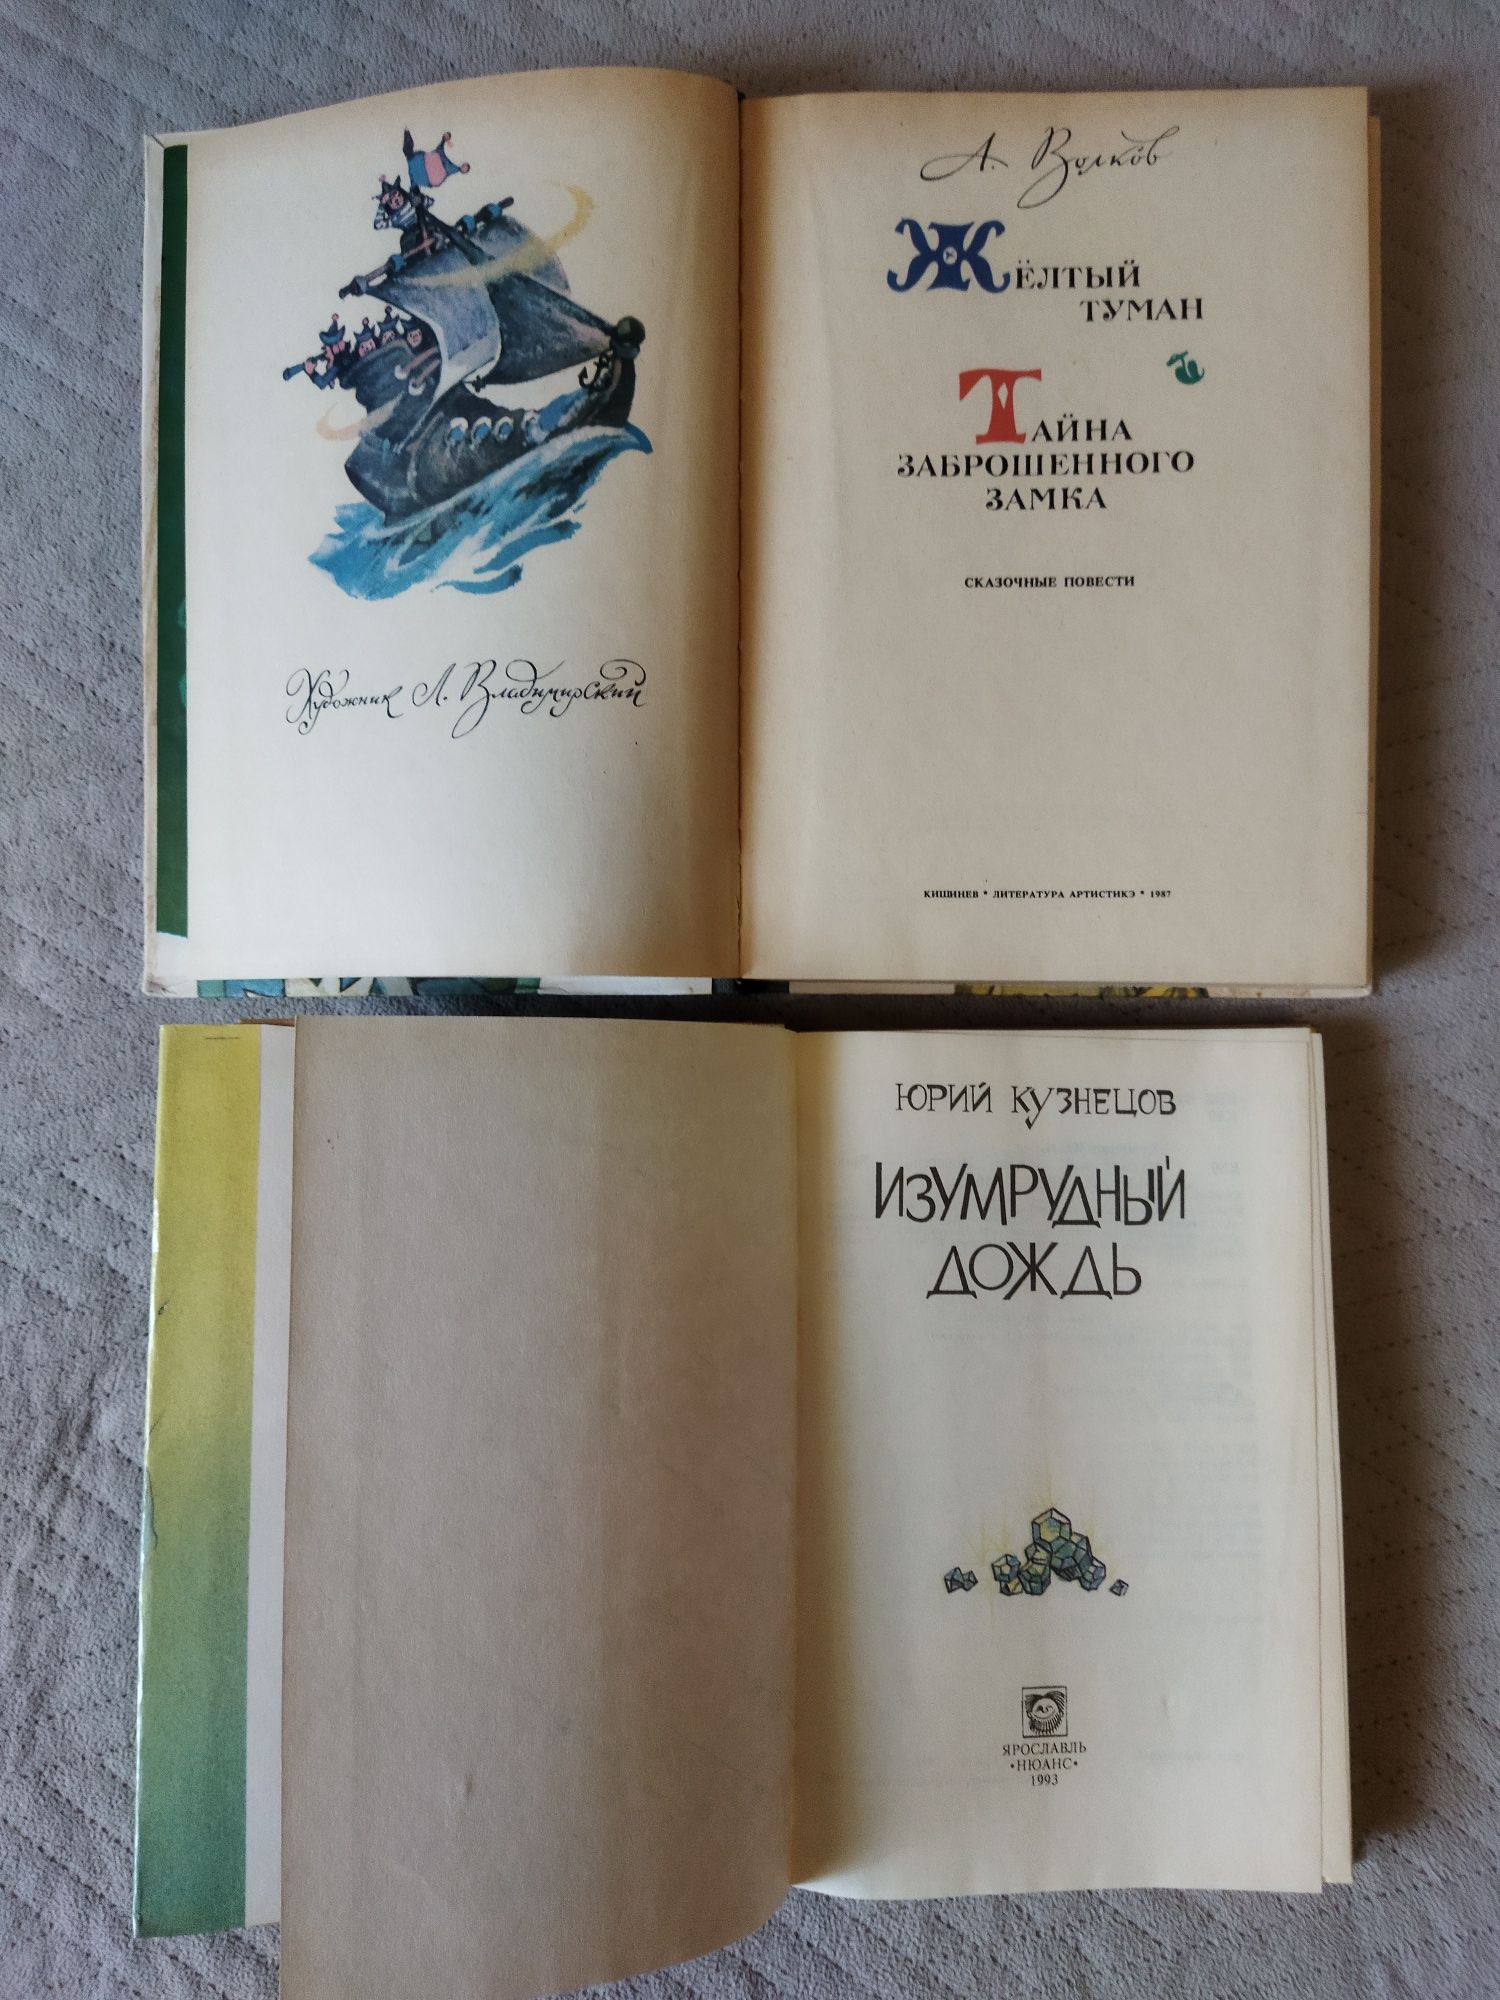 Художник Л. Владимирский
А. Волков
ЖЁЛТЫЙ
ТУМАН
ТАЙНА
ЗАБРОШЕННОГО
ЗАМКА
СКАЗОЧНЫЕ ПОВЕСТИ
КИШИНЕВ * ЛИТЕРАТУРА АРТИСТИКЭ * 1987
ЮРИЙ КУЗНЕЦОВ
ИЗУМРУДНЫЙ
ДОЖДЬ
ЯРОСЛАВЛЬ
•НЮАНС•
1993